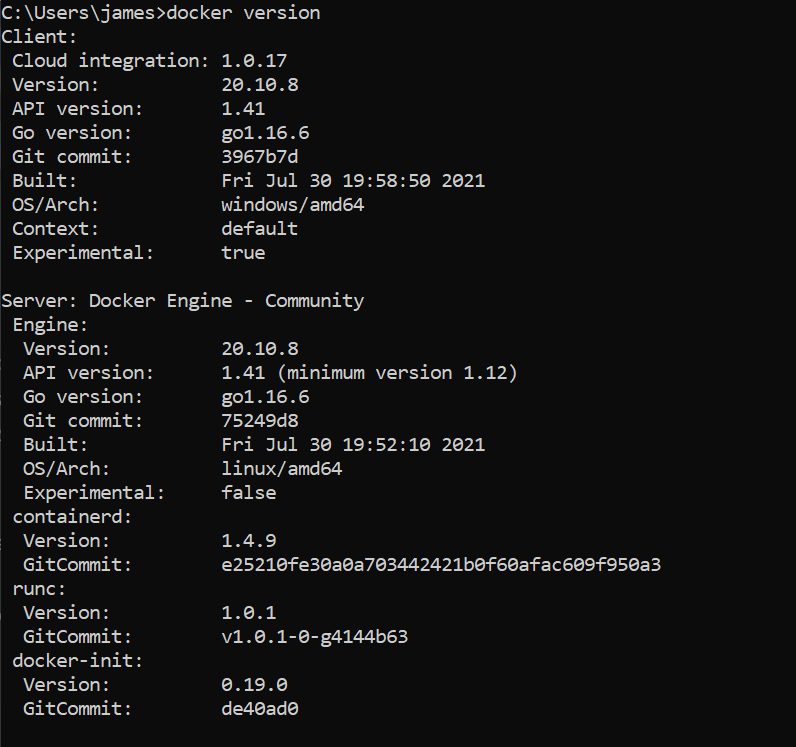 C:\Users\james>docker version
Client:
 Cloud integration: 1.0.17
 Version:           20.10.8
 API version:       1.41
 Go version:        go1.16.6
 Git commit:        3967b7d
 Built:             Fri Jul 30 19:58:50 2021
 OS/Arch:           windows/amd64
 Context:           default
 Experimental:      true

Server: Docker Engine - Community
 Engine:
  Version:          20.10.8
  API version:      1.41 (minimum version 1.12)
  Go version:       go1.16.6
  Git commit:       75249d8
  Built:            Fri Jul 30 19:52:10 2021
  OS/Arch:          linux/amd64
  Experimental:     false
 containerd:
  Version:          1.4.9
  GitCommit:        e25210fe30a0a703442421b0f60afac609f950a3
 runc:
  Version:          1.0.1
  GitCommit:        v1.0.1-0-g4144b63
 docker-init:
  Version:          0.19.0
  GitCommit:        de40ad0